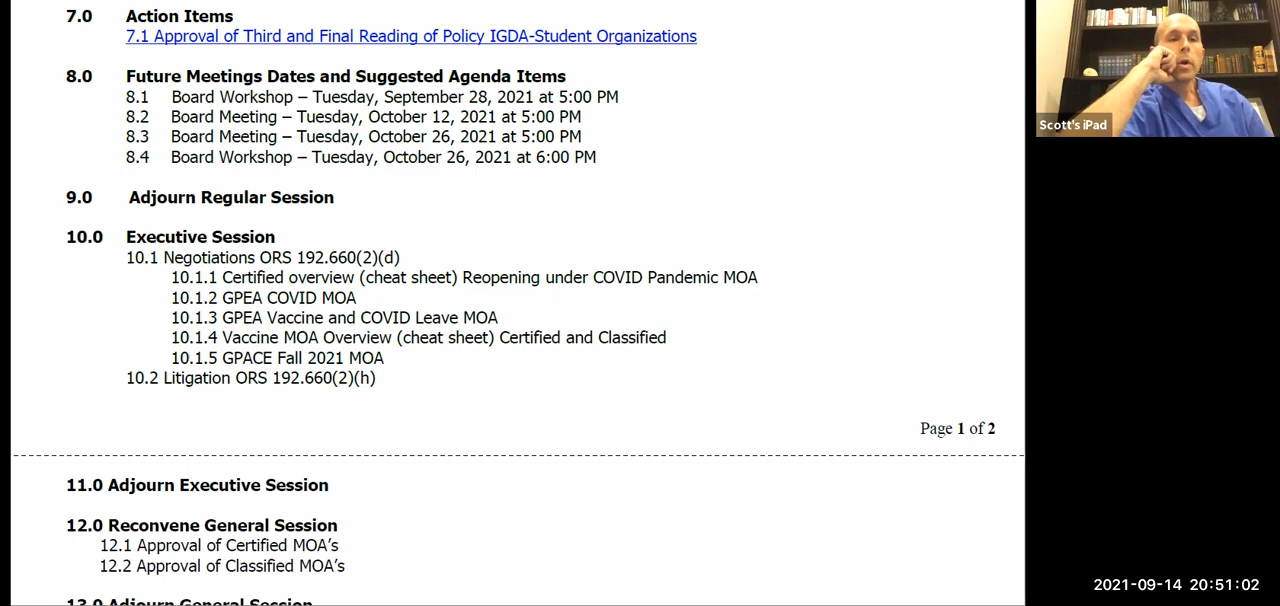 7.0 Action Items
7.1 Approval of Third and Final Reading of Policy IGDA-Student Organizations
8.0 Future Meetings Dates and Suggested Agenda Items
8.1 Board Workshop – Tuesday, September 28, 2021 at 5:00 PM
8.2 Board Meeting – Tuesday, October 12, 2021 at 5:00 PM
8.3 Board Meeting – Tuesday, October 26, 2021 at 5:00 PM
8.4 Board Workshop – Tuesday, October 26, 2021 at 6:00 PM
9.0 Adjourn Regular Session
10.0 Executive Session
10.1 Negotiations ORS 192.660(2)(d)
10.1.1 Certified overview (cheat sheet) Reopening under COVID Pandemic MOA
10.1.2 GPEA COVID MOA
10.1.3 GPEA Vaccine and COVID Leave MOA
10.1.4 Vaccine MOA Overview (cheat sheet) Certified and Classified
10.1.5 GPACE Fall 2021 MOA
10.2 Litigation ORS 192.660(2)(h)
Page 1 of 2
11.0 Adjourn Executive Session
12.0 Reconvene General Session
12.1 Approval of Certified MOA's
12.2 Approval of Classified MOA's
13.0 Adjourn General Session
Scott's iPad
2021-09-14 20:51:02